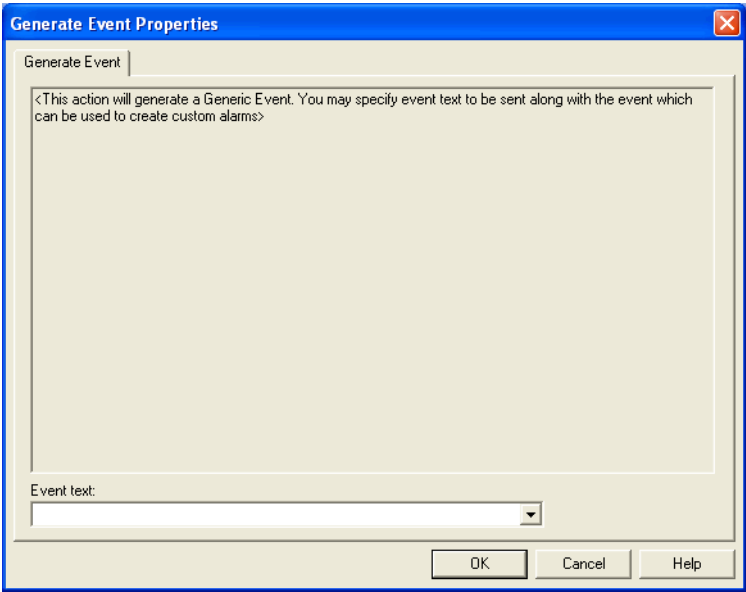 Generate Event Properties
Generate Event
<This action will generate a Generic Event. You may specify event text to be sent along with the event which
can be used to create custom alarms>
Event text:
OK Cancel Help